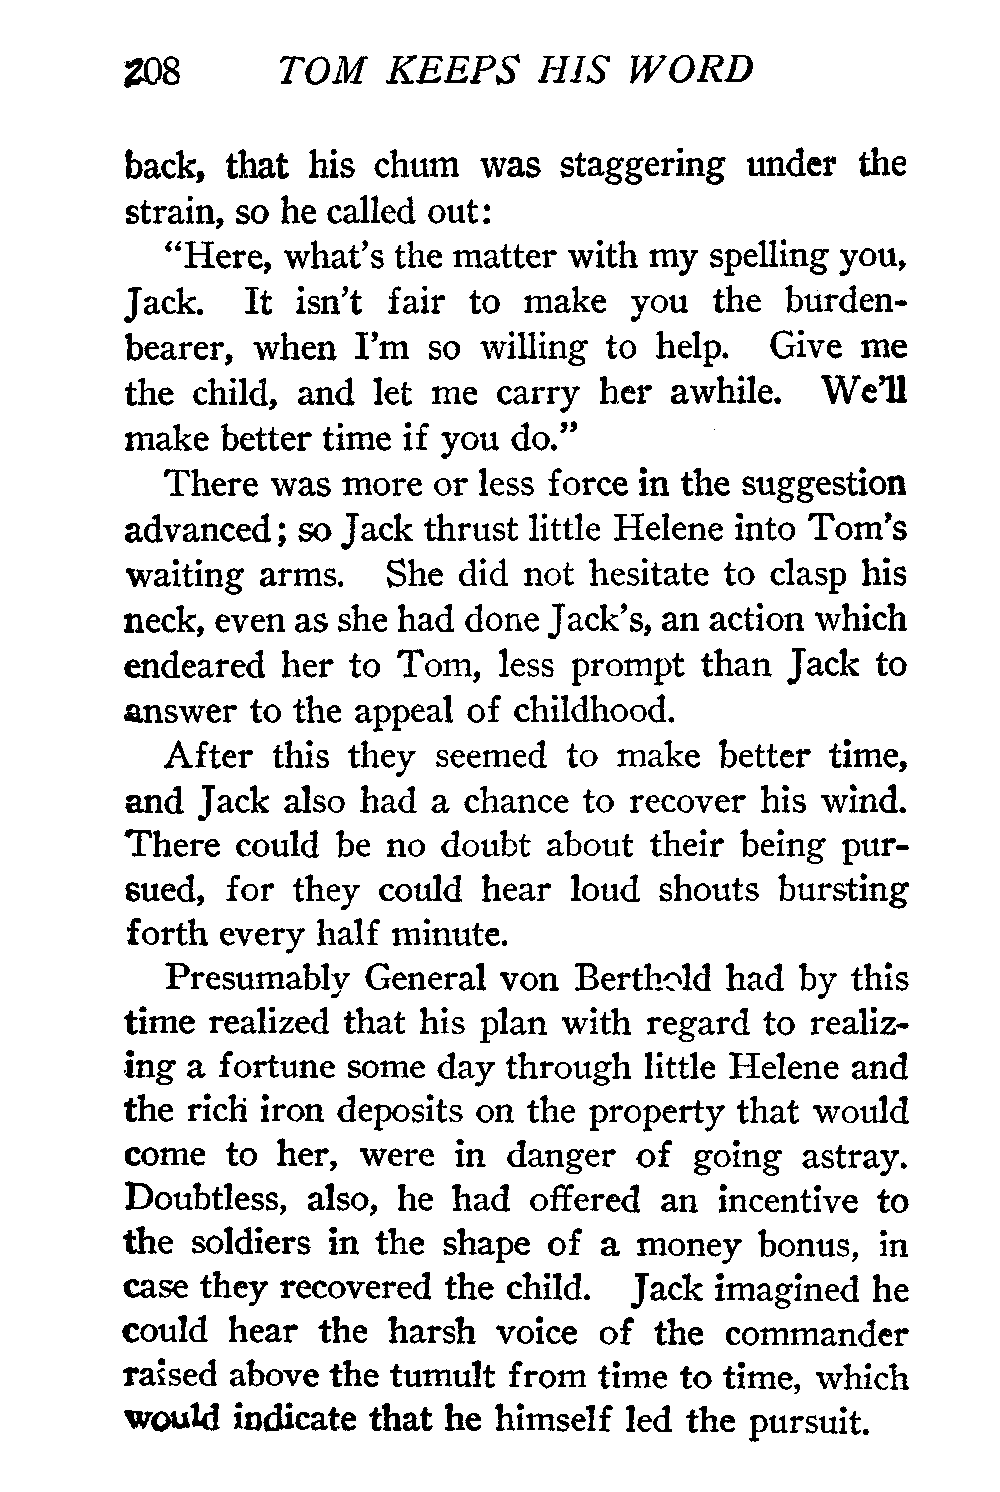 208 TOM KEEPS HIS WORD
back, that his chum was staggering under the
strain, so he called out:
“Here, what’s the matter with my spelling you,
Jack. It isn’t fair to make you the burden-
bearer, when I’m so willing to help. Give me
the child, and let me carry her awhile. We’ll
make better time if you do.”
There was more or less force in the suggestion
advanced; so Jack thrust little Helene into Tom’s
waiting arms. She did not hesitate to clasp his
neck, even as she had done Jack’s, an action which
endeared her to Tom, less prompt than Jack to
answer to the appeal of childhood.
After this they seemed to make better time,
and Jack also had a chance to recover his wind.
There could be no doubt about their being pur-
sued, for they could hear loud shouts bursting
forth every half minute.
Presumably General von Berthold had by this
time realized that his plan with regard to realiz-
ing a fortune some day through little Helene and
the rich iron deposits on the property that would
come to her, were in danger of going astray.
Doubtless, also, he had offered an incentive to
the soldiers in the shape of a money bonus, in
case they recovered the child. Jack imagined he
could hear the harsh voice of the commander
raised above the tumult from time to time, which
would indicate that he himself led the pursuit.